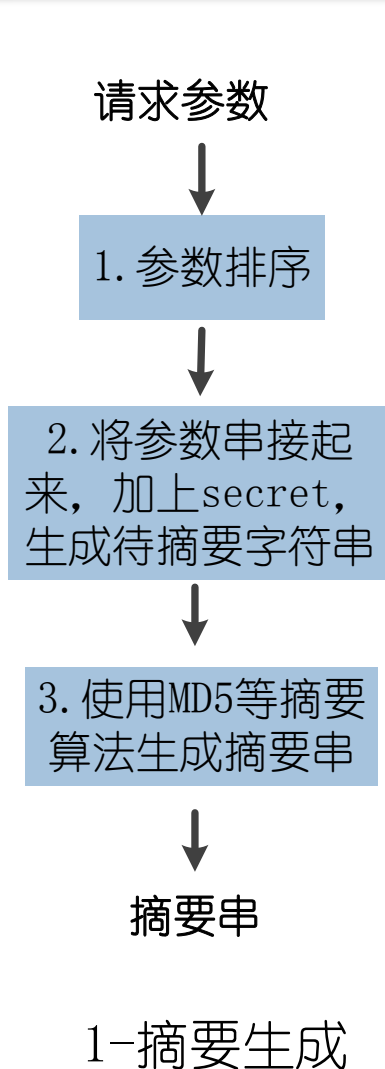 请求参数
1.参数排序
2.将参数串接起
来，加上secret，
生成待摘要字符串
3.使用MD5等摘要
算法生成摘要串
摘要串
1-摘要生成